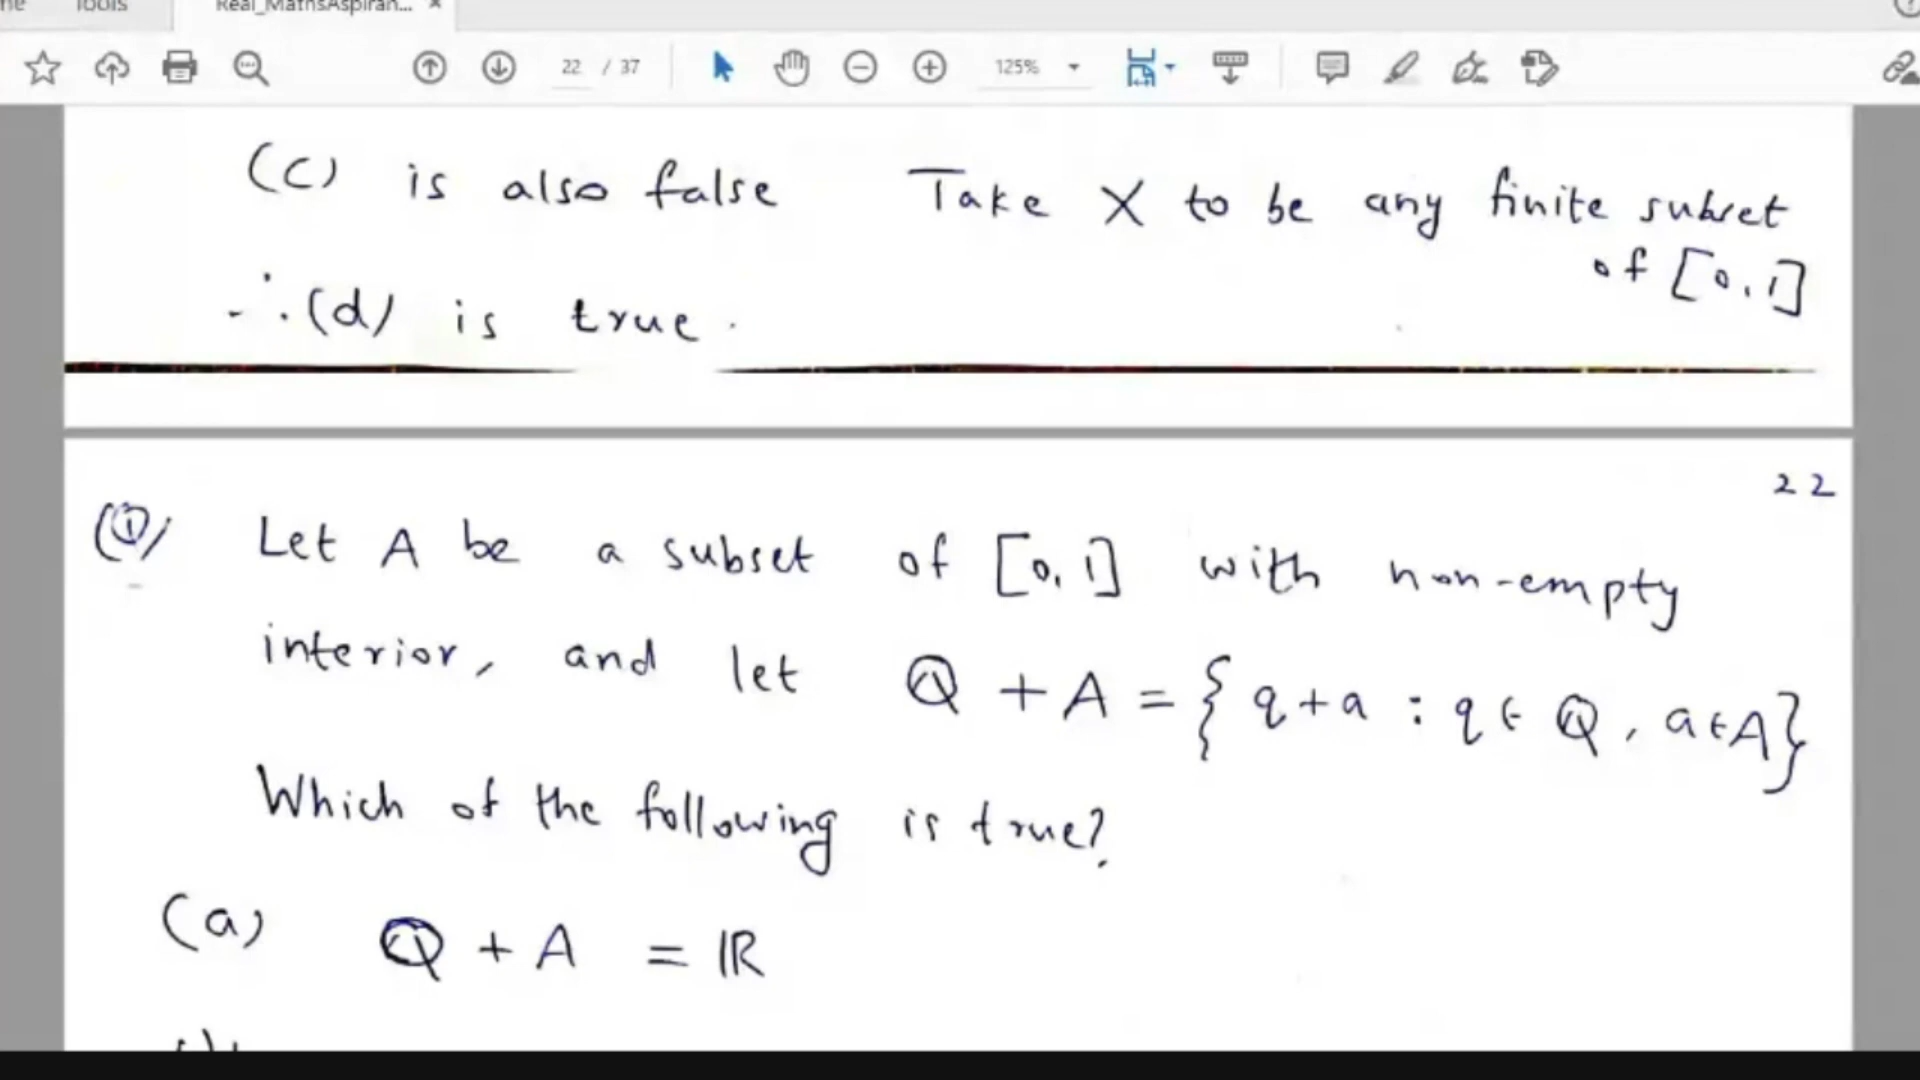 Tools
Real_MathsAspiran... ×
22 / 37
125%
(c) is also false Take X to be any finite subset
of [0,1]
∴ (d) is true.
22
(Q) Let A be a subset of [0,1] with non-empty
interior, and let ℚ + A = { q+a : q ∈ ℚ, a ∈ A }
Which of the following is true?
(a) ℚ + A = ℝ